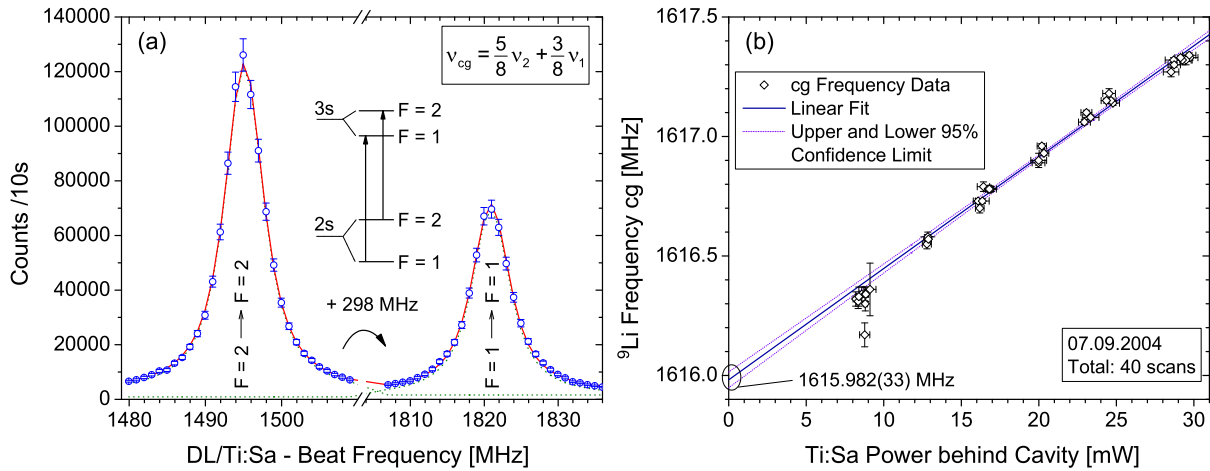 140000
120000
100000
80000
60000
40000
20000
0
Counts /10s
(a)
ν_cg = 5/8 ν_2 + 3/8 ν_1
3s
F = 2
F = 1
2s
F = 2
F = 1
F = 2 → F = 2
+ 298 MHz
F = 1 → F = 1
1480 1490 1500 1810 1820 1830
DL/Ti:Sa - Beat Frequency [MHz]
1617.5
1617.0
1616.5
1616.0
⁹Li Frequency cg [MHz]
(b)
cg Frequency Data
Linear Fit
Upper and Lower 95%
Confidence Limit
07.09.2004
Total: 40 scans
1615.982(33) MHz
0 5 10 15 20 25 30
Ti:Sa Power behind Cavity [mW]